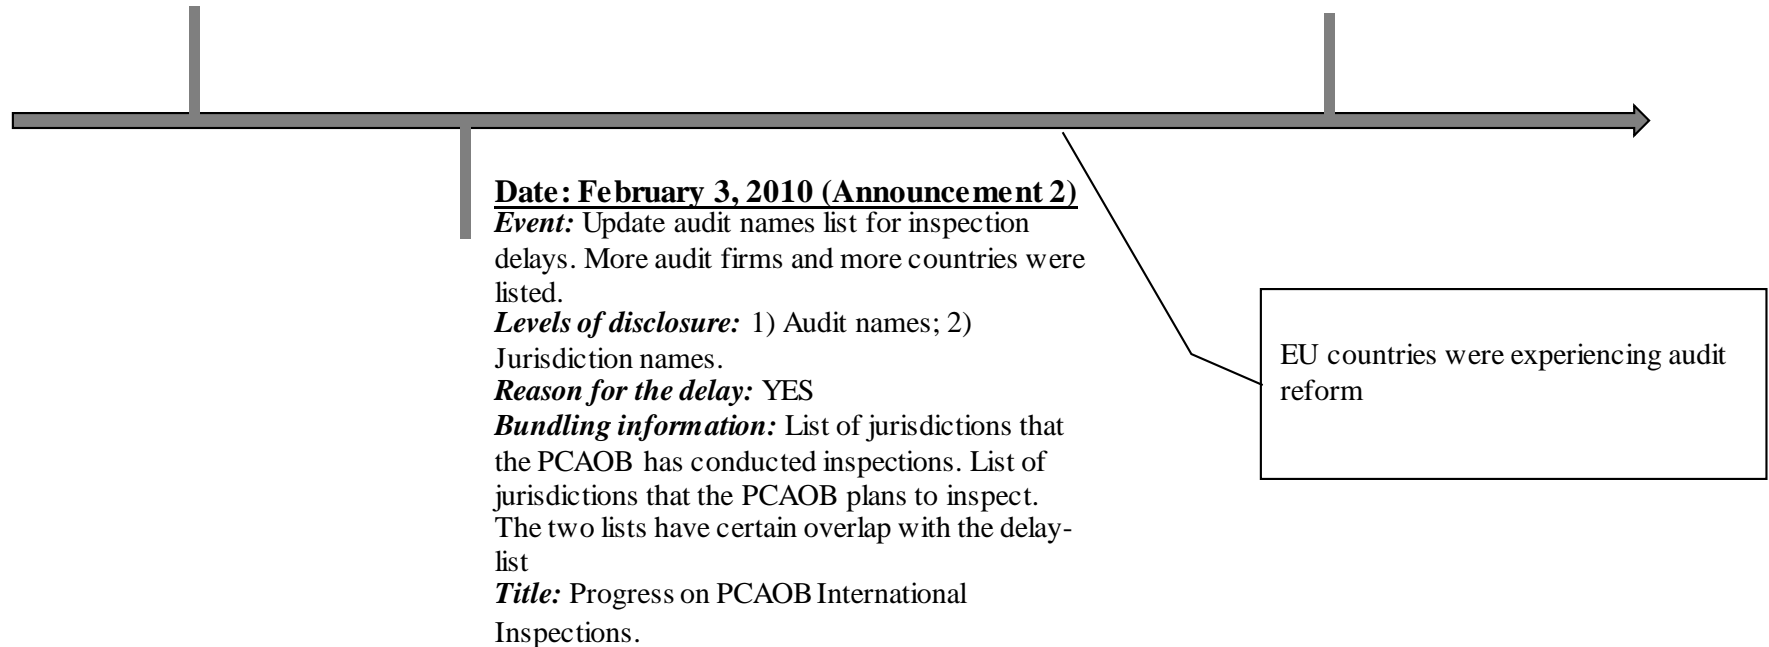 Date: February 3, 2010 (Announcement 2)
Event: Update audit names list for inspection
delays. More audit firms and more countries were
listed.
Levels of disclosure: 1) Audit names; 2)
Jurisdiction names.
Reason for the delay: YES
Bundling information: List of jurisdictions that
the PCAOB has conducted inspections. List of
jurisdictions that the PCAOB plans to inspect.
The two lists have certain overlap with the delay-
list
Title: Progress on PCAOB International
Inspections.
EU countries were experiencing audit
reform